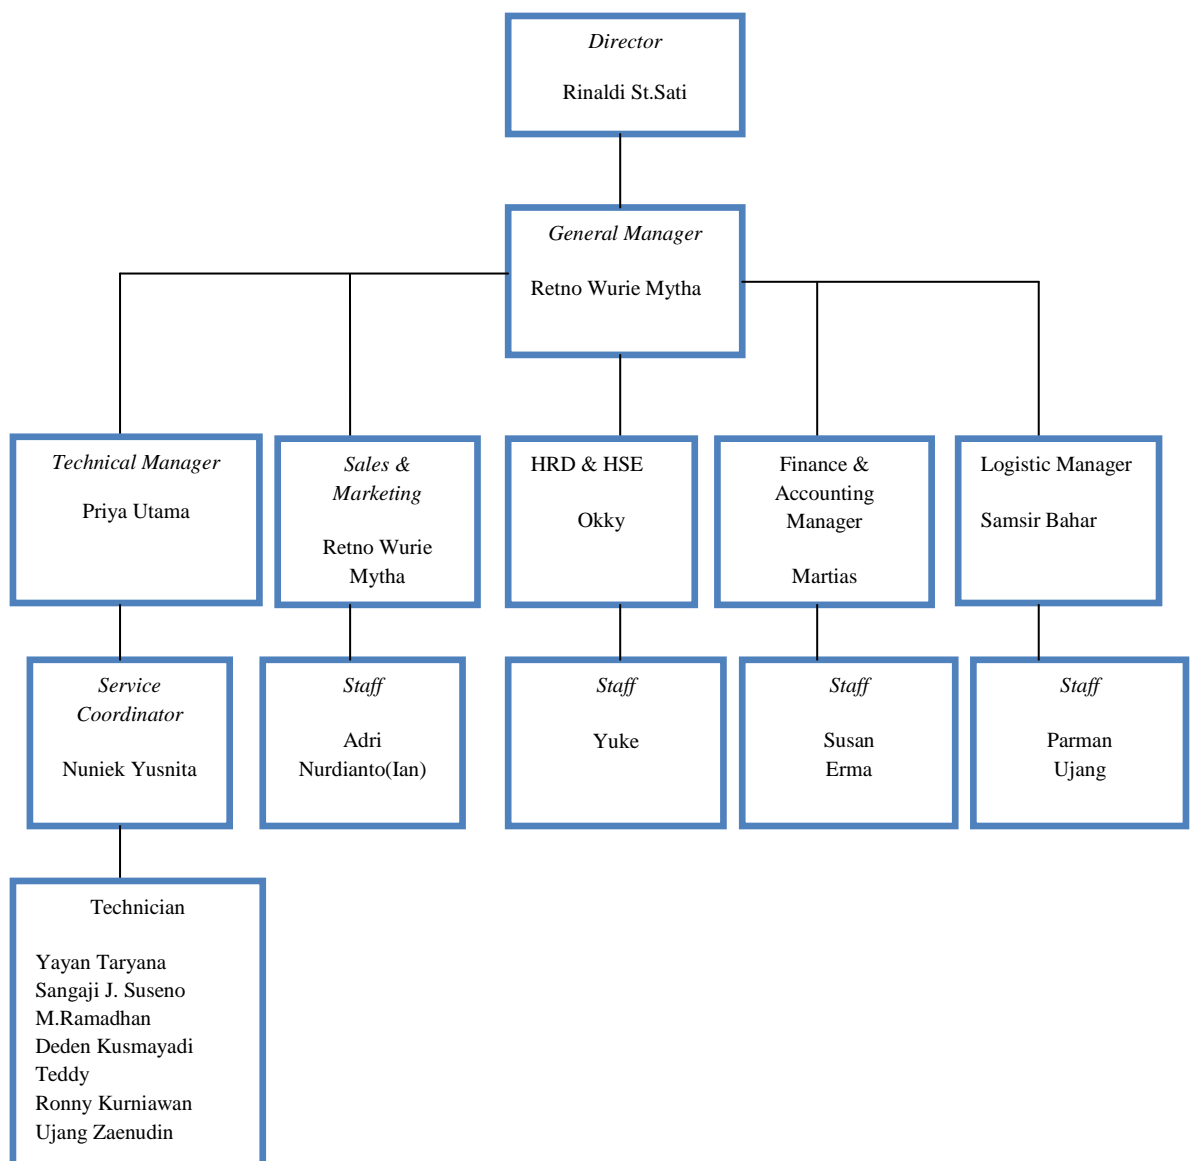 Director
Rinaldi St.Sati
General Manager
Retno Wurie Mytha
Technical Manager
Priya Utama
Sales &
Marketing
Retno Wurie
Mytha
HRD & HSE
Okky
Finance &
Accounting
Manager
Martias
Logistic Manager
Samsir Bahar
Service
Coordinator
Nuniek Yusnita
Staff
Adri
Nurdianto(Ian)
Staff
Yuke
Staff
Susan
Erma
Staff
Parman
Ujang
Technician
Yayan Taryana
Sangaji J. Suseno
M.Ramadhan
Deden Kusmayadi
Teddy
Ronny Kurniawan
Ujang Zaenudin